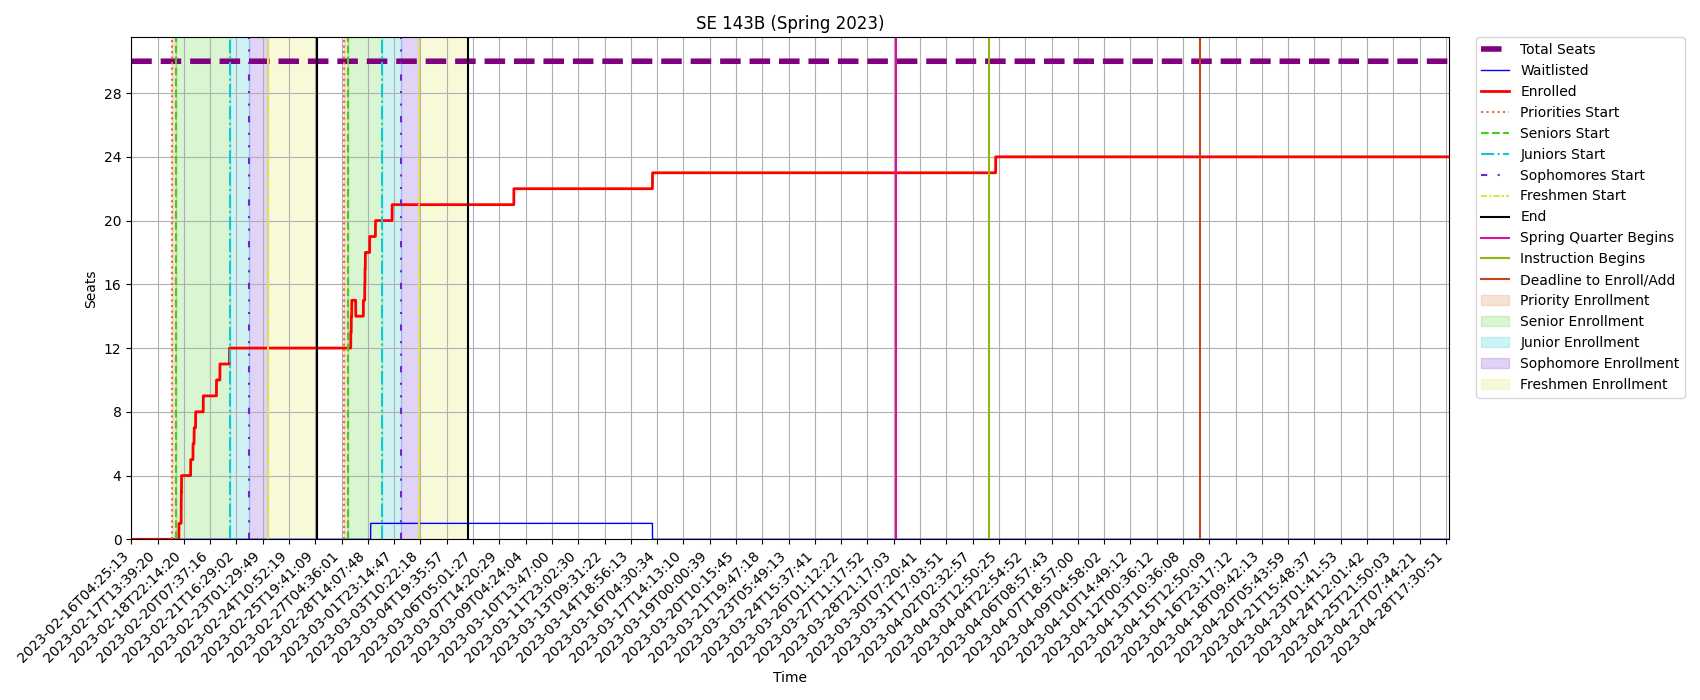 SE 143B (Spring 2023)
28
24
20
16
12
8
4
0
Seats
2023-02-16T04:25:13
2023-02-17T13:39:20
2023-02-18T22:14:20
2023-02-20T07:37:16
2023-02-21T16:29:02
2023-02-23T01:29:49
2023-02-24T10:52:19
2023-02-25T19:41:09
2023-02-27T04:36:01
2023-02-28T14:07:48
2023-03-01T23:14:47
2023-03-03T10:22:18
2023-03-04T19:35:57
2023-03-06T05:01:27
2023-03-07T14:20:29
2023-03-09T04:24:04
2023-03-10T13:47:00
2023-03-11T23:02:30
2023-03-13T09:31:22
2023-03-14T18:56:13
2023-03-16T04:30:34
2023-03-17T14:13:10
2023-03-19T00:00:39
2023-03-20T10:15:45
2023-03-21T19:47:18
2023-03-23T05:49:13
2023-03-24T15:37:41
2023-03-26T01:12:22
2023-03-27T11:17:52
2023-03-28T21:17:03
2023-03-30T07:20:41
2023-03-31T17:03:51
2023-04-02T02:32:57
2023-04-03T12:50:25
2023-04-04T22:54:52
2023-04-06T08:57:43
2023-04-07T18:57:00
2023-04-09T04:58:02
2023-04-10T14:49:12
2023-04-12T00:36:12
2023-04-13T10:36:08
2023-04-15T12:50:09
2023-04-16T23:17:12
2023-04-18T09:42:13
2023-04-20T05:43:59
2023-04-21T15:48:37
2023-04-23T01:41:53
2023-04-24T12:01:42
2023-04-25T21:50:03
2023-04-27T07:44:21
2023-04-28T17:30:51
Time
Total Seats
Waitlisted
Enrolled
Priorities Start
Seniors Start
Juniors Start
Sophomores Start
Freshmen Start
End
Spring Quarter Begins
Instruction Begins
Deadline to Enroll/Add
Priority Enrollment
Senior Enrollment
Junior Enrollment
Sophomore Enrollment
Freshmen Enrollment